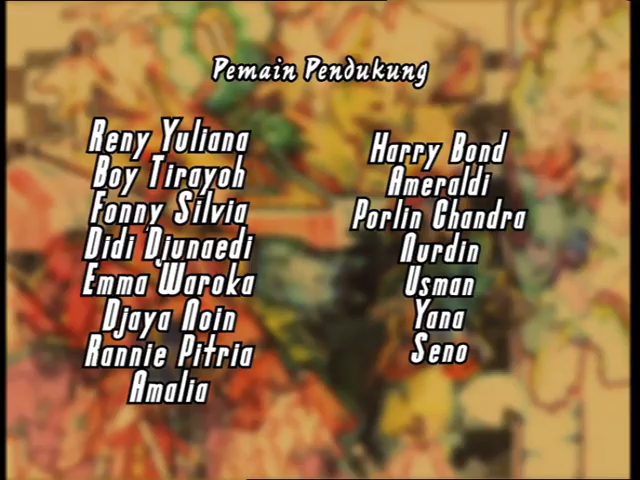 Pemain Pendukung
Reny Yuliana
Boy Tirayoh
Fonny Silvia
Didi Djunaedi
Emma Waroka
Djaya Noin
Rannie Pitria
Amalia
Harry Bond
Ameraldi
Porlin Chandra
Nurdin
Usman
Yana
Seno